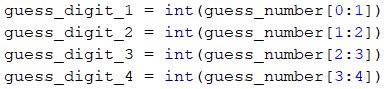 guess_digit_1 = int(guess_number[0:1])
guess_digit_2 = int(guess_number[1:2])
guess_digit_3 = int(guess_number[2:3])
guess_digit_4 = int(guess_number[3:4])